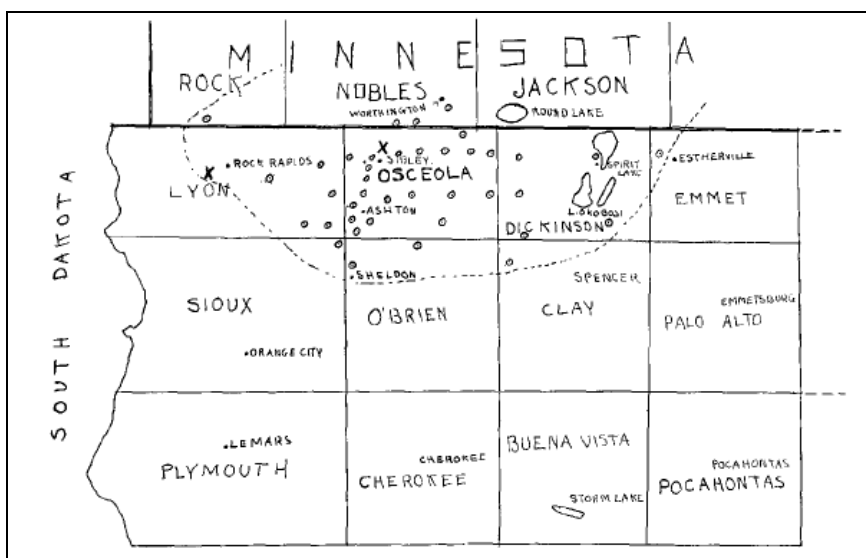 MINNESOTA
ROCK
NOBLES
JACKSON
WORTHINGTON
ROUND LAKE
ROCK RAPIDS
X
X
SIBLEY
OSCEOLA
SPIRIT
LAKE
ESTHERVILLE
LYON
ASHTON
OKOBOJI
EMMET
DICKINSON
SOUTH DAKOTA
SHELDON
SPENCER
SIOUX
O'BRIEN
CLAY
EMMETSBURG
PALO ALTO
ORANGE CITY
LEMARS
PLYMOUTH
CHEROKEE
CHEROKEE
BUENA VISTA
STORM LAKE
POCAHONTAS
POCAHONTAS